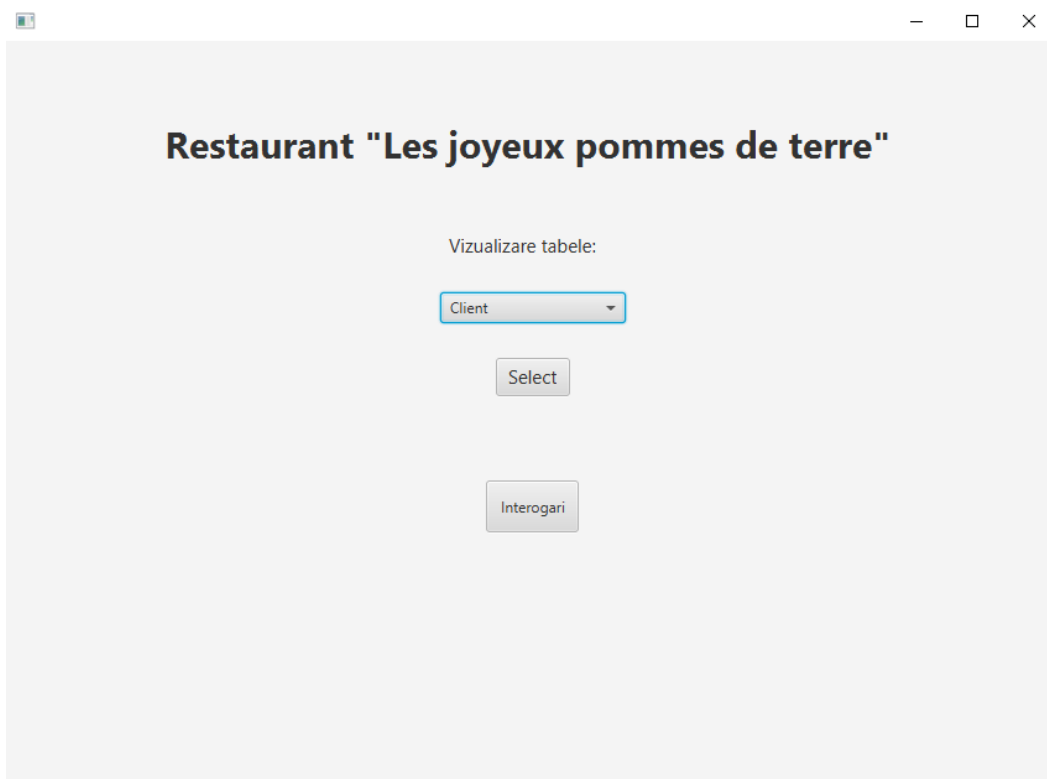 Restaurant "Les joyeux pommes de terre"
Vizualizare tabele:
Client
Select
Interogari